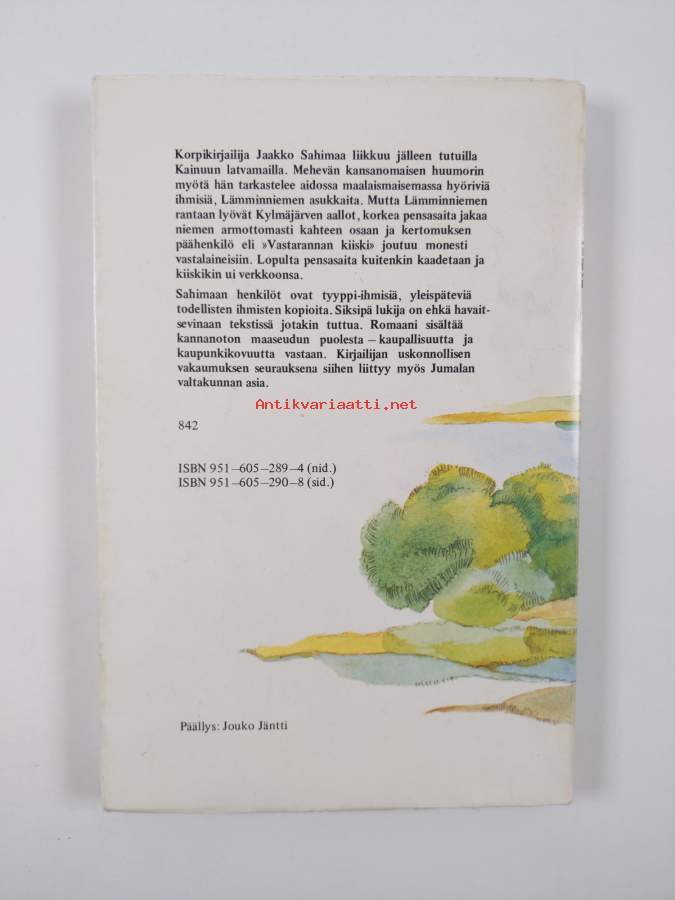 Korpikirjailija Jaakko Sahimaa liikkuu jälleen tutuilla
Kainuun latvamailla. Mehevän kansanomaisen huumorin
myötä hän tarkastelee aidossa maalaismaisemassa hyöriviä
ihmisiä, Lämminniemen asukkaita. Mutta Lämminniemen
rantaan lyövät Kylmäjärven aallot, korkea pensasaita jakaa
niemen armottomasti kahteen osaan ja kertomuksen
päähenkilö eli »Vastarannan kiiski» joutuu monesti
vastalaineisiin. Lopulta pensasaita kuitenkin kaadetaan ja
kiiskikin ui verkkoonsa.
Sahimaan henkilöt ovat tyyppi-ihmisiä, yleispäteviä
todellisten ihmisten kopioita. Siksipä lukija on ehkä havait-
sevinaan tekstissä jotakin tuttua. Romaani sisältää
kannanoton maaseudun puolesta – kaupallisuutta ja
kaupunkikovuutta vastaan. Kirjailijan uskonnollisen
vakaumuksen seurauksena siihen liittyy myös Jumalan
valtakunnan asia.
Antikvariaatti.net
842
ISBN 951–605–289–4 (nid.)
ISBN 951–605–290–8 (sid.)
Päällys: Jouko Jäntti